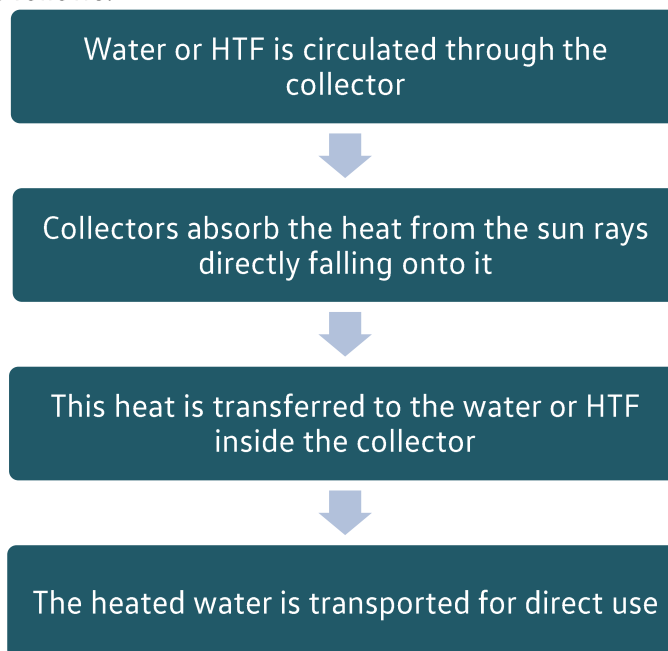 Water or HTF is circulated through the
collector
Collectors absorb the heat from the sun rays
directly falling onto it
This heat is transferred to the water or HTF
inside the collector
The heated water is transported for direct use